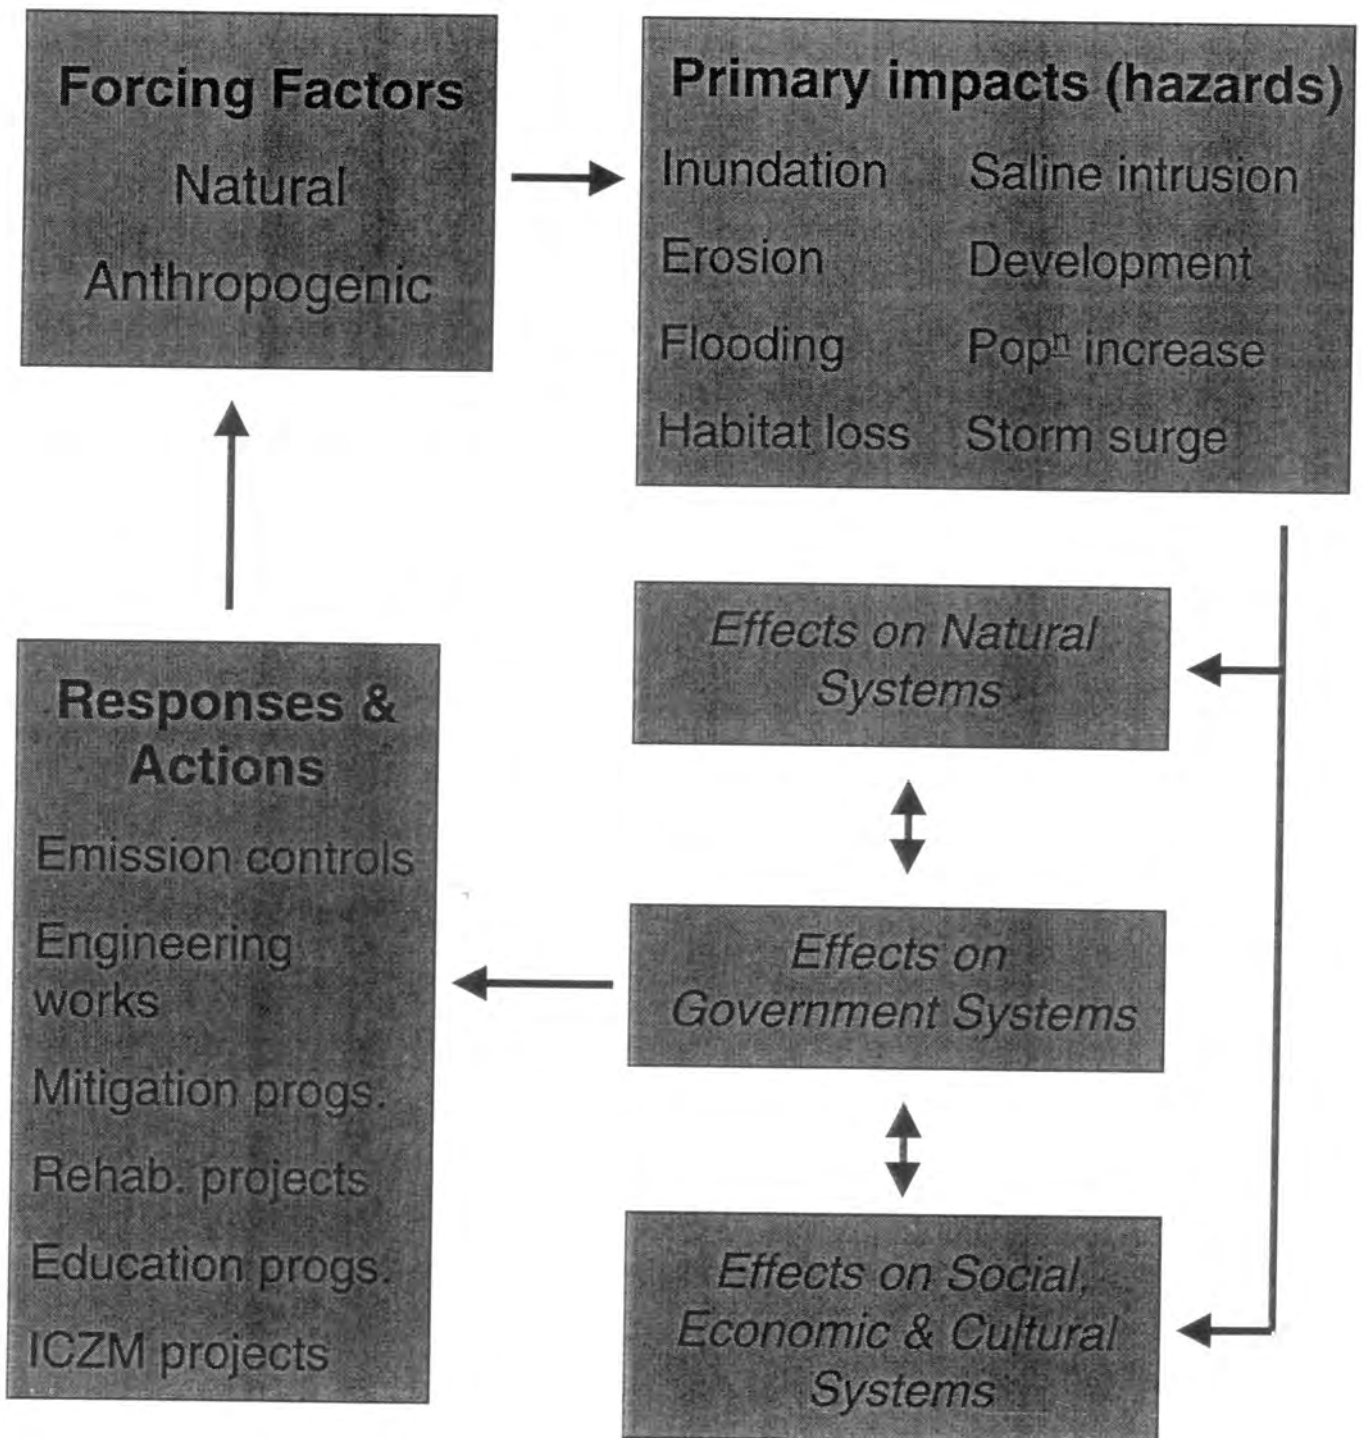 Forcing Factors
Natural
Anthropogenic
Primary impacts (hazards)
Inundation Saline intrusion
Erosion Development
Flooding Popⁿ increase
Habitat loss Storm surge
Effects on Natural
Systems
Effects on
Government Systems
Effects on Social,
Economic & Cultural
Systems
Responses &
Actions
Emission controls
Engineering
works
Mitigation progs.
Rehab. projects
Education progs.
ICZM projects